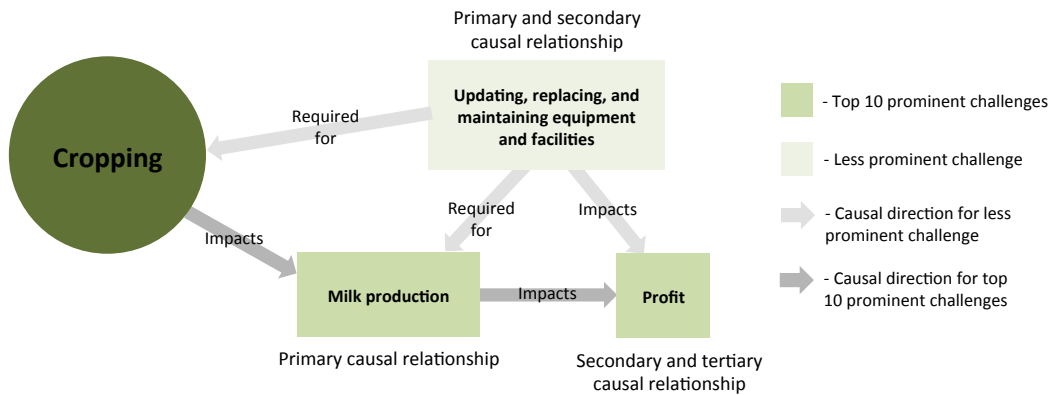 Primary and secondary
causal relationship
Updating, replacing, and
maintaining equipment
and facilities
Required
for
Cropping
Required
for
Impacts
Impacts
Milk production
Impacts
Profit
Primary causal relationship
Secondary and tertiary
causal relationship
- Top 10 prominent challenges
- Less prominent challenge
- Causal direction for less
prominent challenge
- Causal direction for top
10 prominent challenges